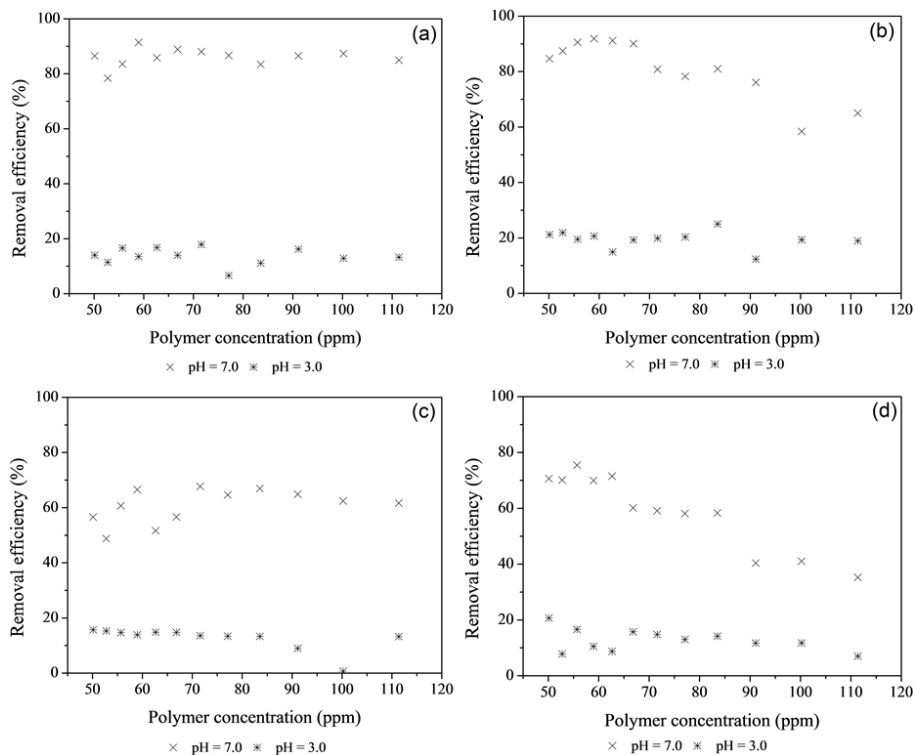 (a)
100
80
60
40
20
0
Removal efficiency (%)
50 60 70 80 90 100 110 120
Polymer concentration (ppm)
pH = 7.0 pH = 3.0
(b)
100
80
60
40
20
0
Removal efficiency (%)
50 60 70 80 90 100 110 120
Polymer concentration (ppm)
pH = 7.0 pH = 3.0
(c)
100
80
60
40
20
0
Removal efficiency (%)
50 60 70 80 90 100 110 120
Polymer concentration (ppm)
pH = 7.0 pH = 3.0
(d)
100
80
60
40
20
0
Removal efficiency (%)
50 60 70 80 90 100 110 120
Polymer concentration (ppm)
pH = 7.0 pH = 3.0